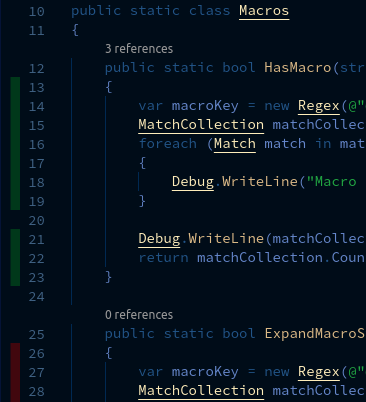 10 public static class Macros
11 {
3 references
12 public static bool HasMacro(str
13 {
14 var macroKey = new Regex(@"
15 MatchCollection matchCollec
16 foreach (Match match in mat
17 {
18 Debug.WriteLine("Macro
19 }
20
21 Debug.WriteLine(matchCollec
22 return matchCollection.Coun
23 }
24
0 references
25 public static bool ExpandMacroS
26 {
27 var macroKey = new Regex(@"
28 MatchCollection matchCollec